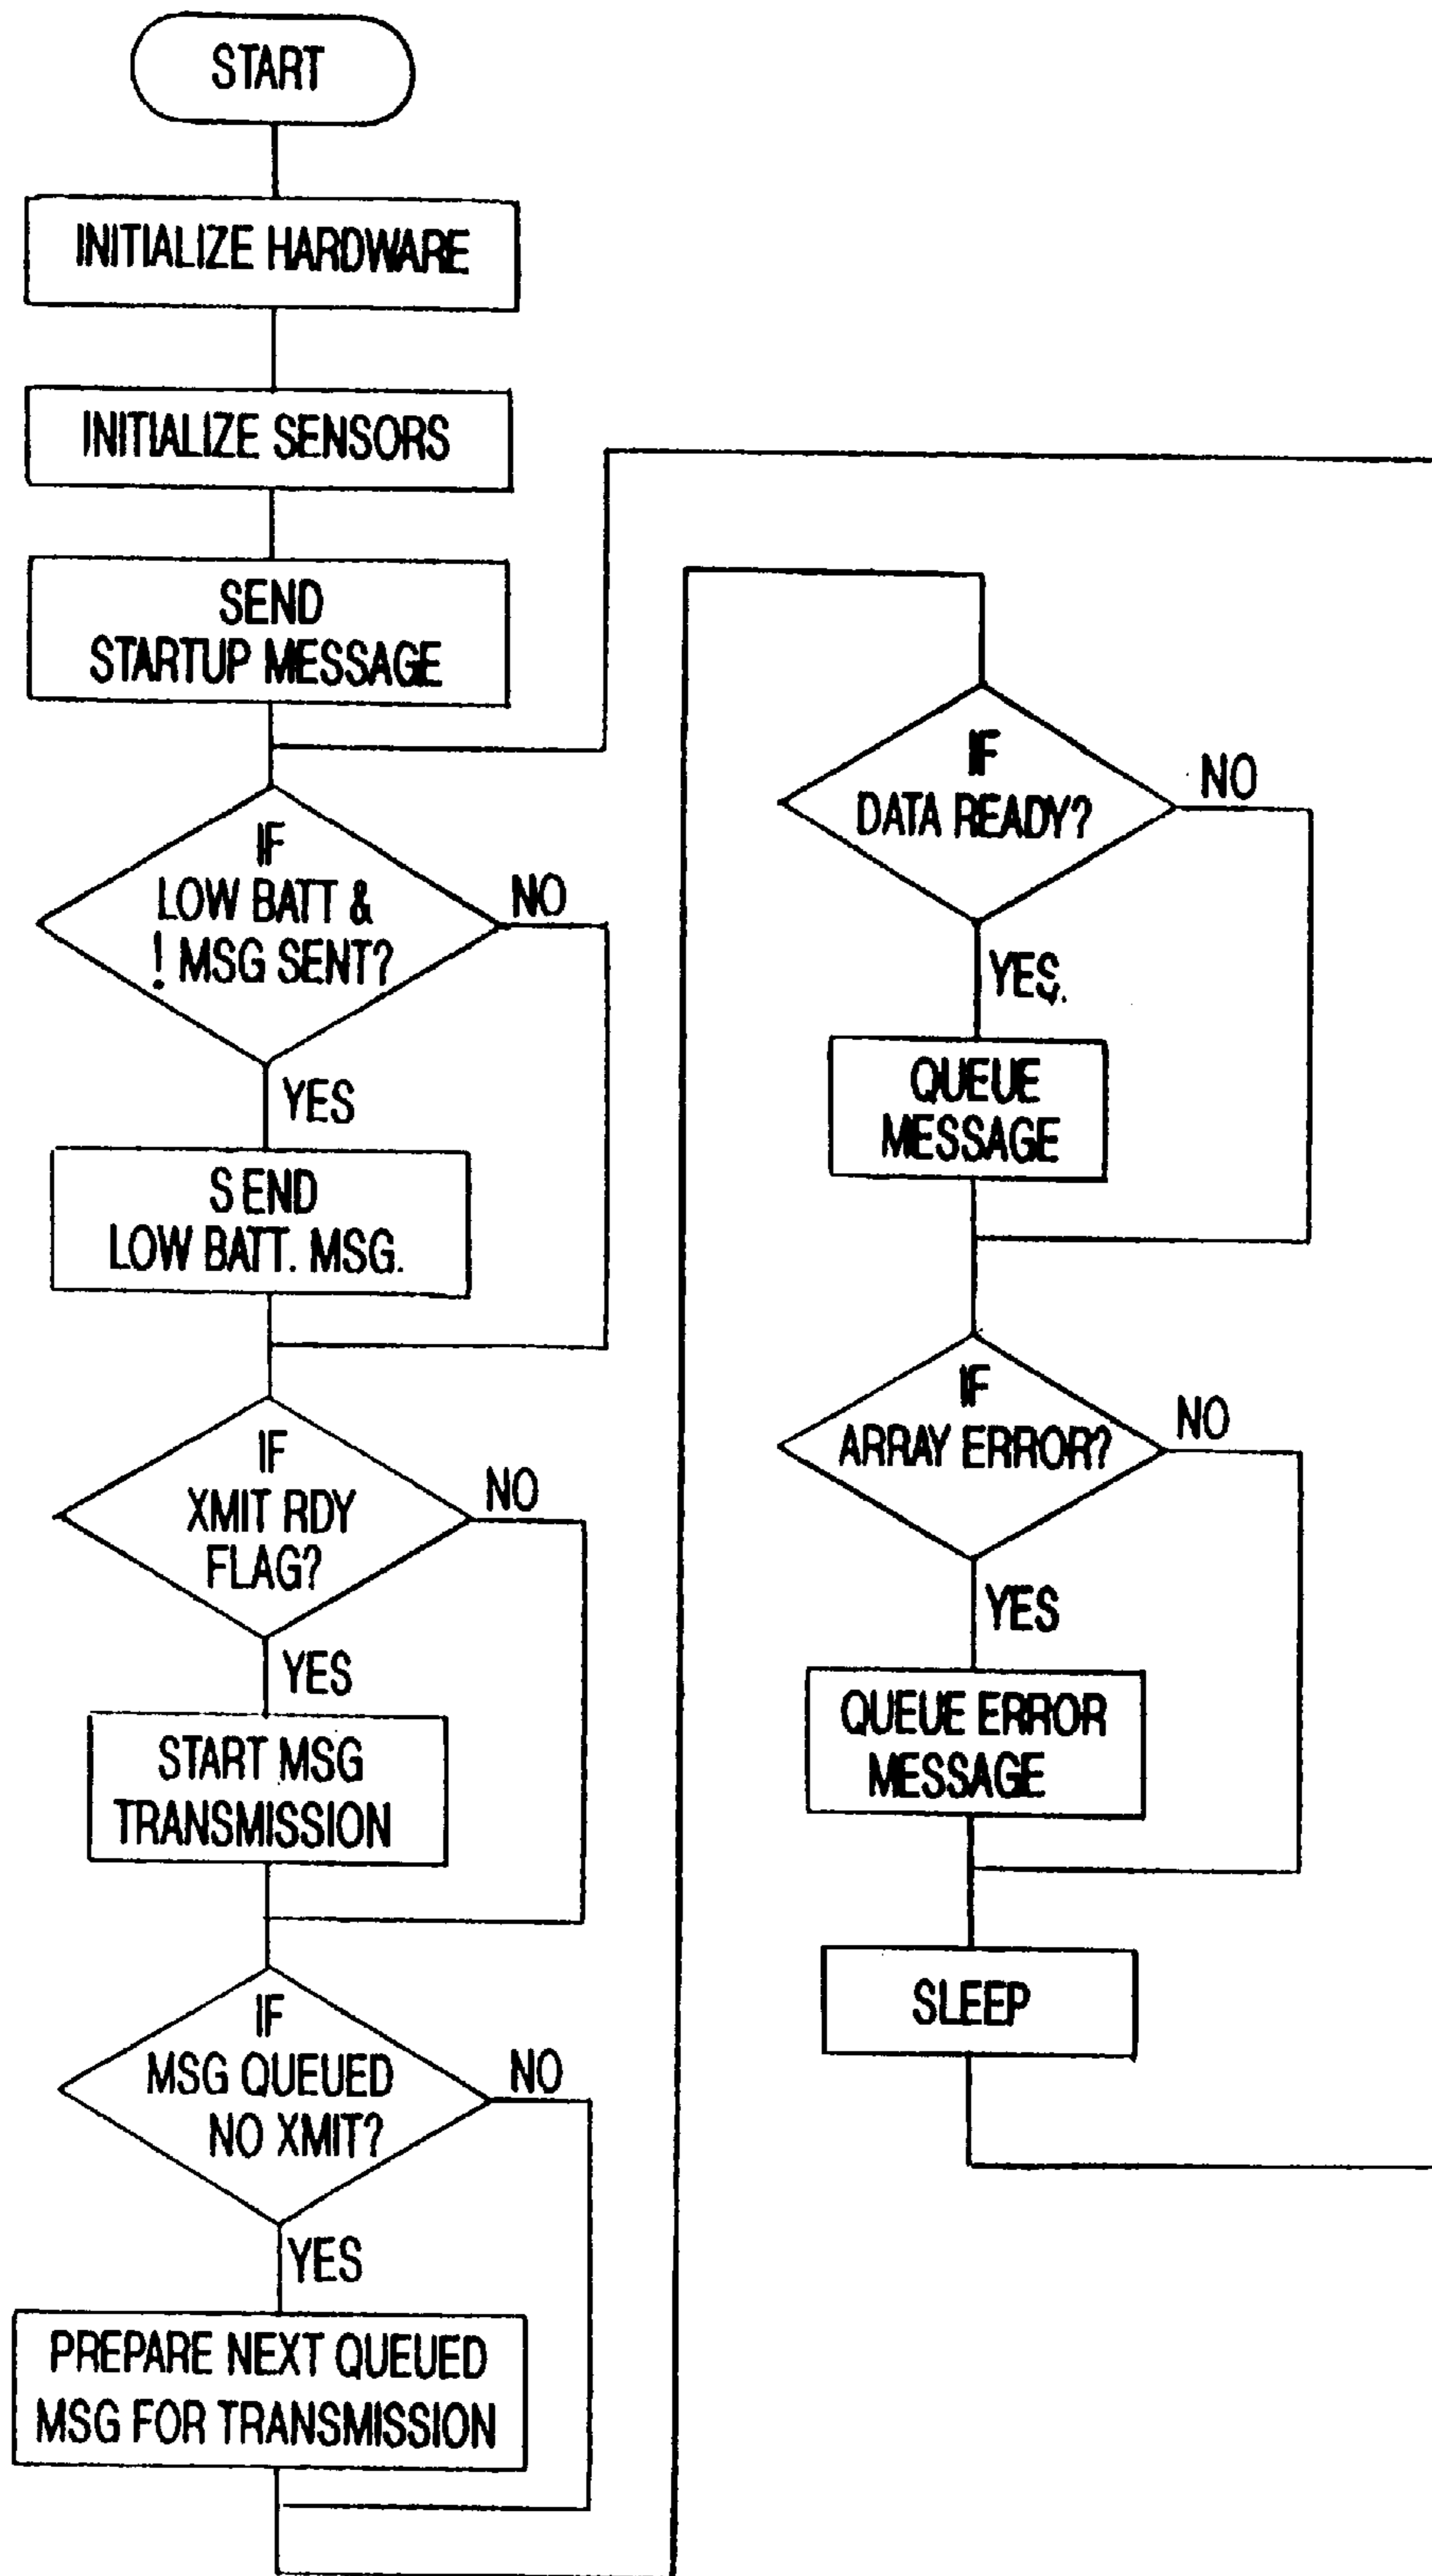 START
INITIALIZE HARDWARE
INITIALIZE SENSORS
SEND
STARTUP MESSAGE
IF
LOW BATT &
! MSG SENT?
NO
YES
SEND
LOW BATT. MSG.
IF
XMIT RDY
FLAG?
NO
YES
START MSG
TRANSMISSION
IF
MSG QUEUED
NO XMIT?
NO
YES
PREPARE NEXT QUEUED
MSG FOR TRANSMISSION
IF
DATA READY?
NO
YES.
QUEUE
MESSAGE
IF
ARRAY ERROR?
NO
YES
QUEUE ERROR
MESSAGE
SLEEP